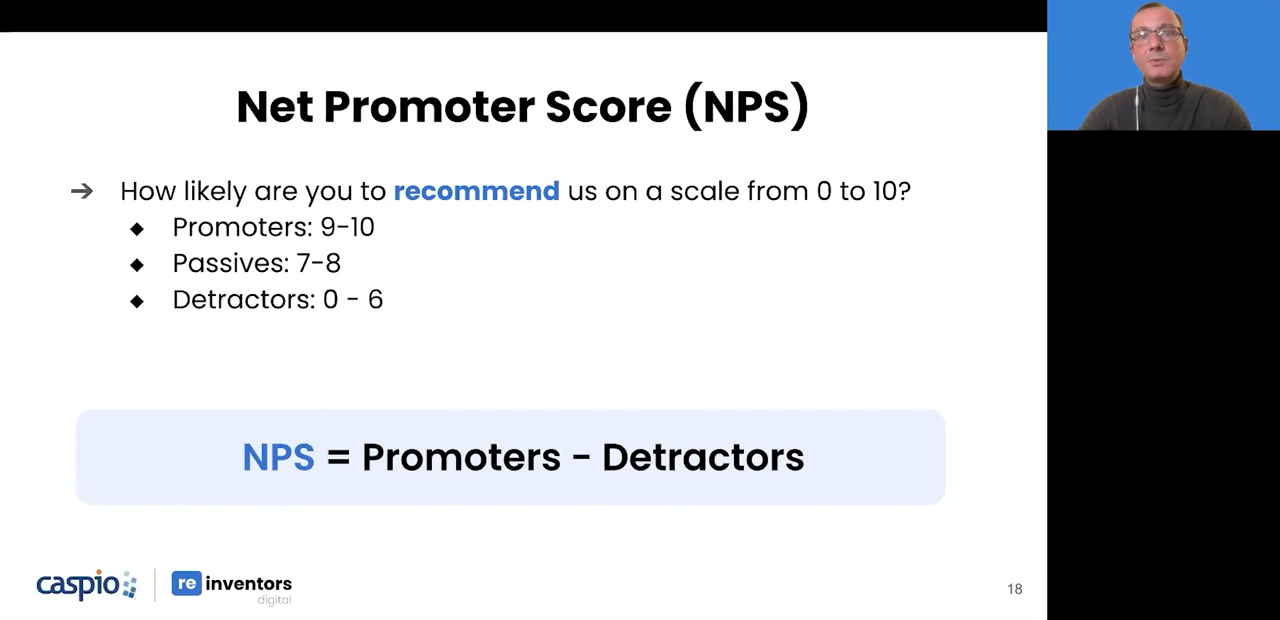 Net Promoter Score (NPS)
➔ How likely are you to recommend us on a scale from 0 to 10?
◆ Promoters: 9-10
◆ Passives: 7-8
◆ Detractors: 0 - 6
NPS = Promoters - Detractors
caspio
re inventors
digital
18